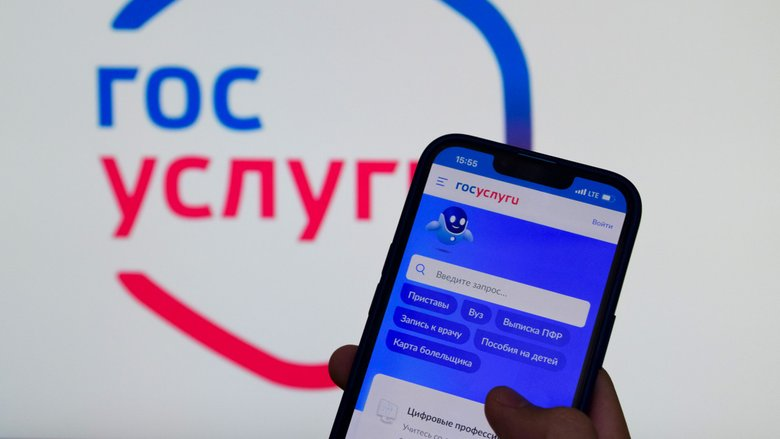 гос
услуги
15:55
LTE
госуслуги
Войти
Введите запрос...
Приставы
Вуз
Выписка ПФР
Запись к врачу
Пособия на детей
Карта болельщика
Цифровые
Учитесь